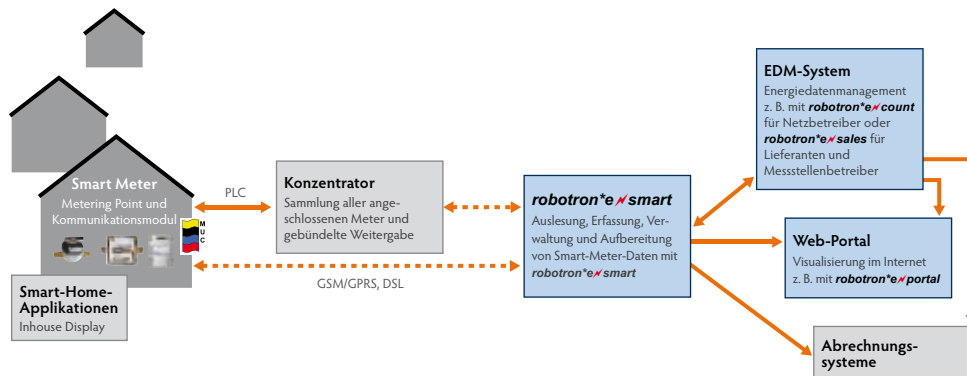 Smart Meter
Metering Point und
Kommunikationsmodul
MUC
Smart-Home-
Applikationen
Inhouse Display
PLC
Konzentrator
Sammlung aller ange-
schlossenen Meter und
gebündelte Weitergabe
GSM/GPRS, DSL
robotron*e smart
Auslesung, Erfassung, Ver-
waltung und Aufbereitung
von Smart-Meter-Daten mit
robotron*e smart
EDM-System
Energiedatenmanagement
z. B. mit robotron*e count
für Netzbetreiber oder
robotron*e sales für
Lieferanten und
Messstellenbetreiber
Web-Portal
Visualisierung im Internet
z. B. mit robotron*e portal
Abrechnungs-
systeme